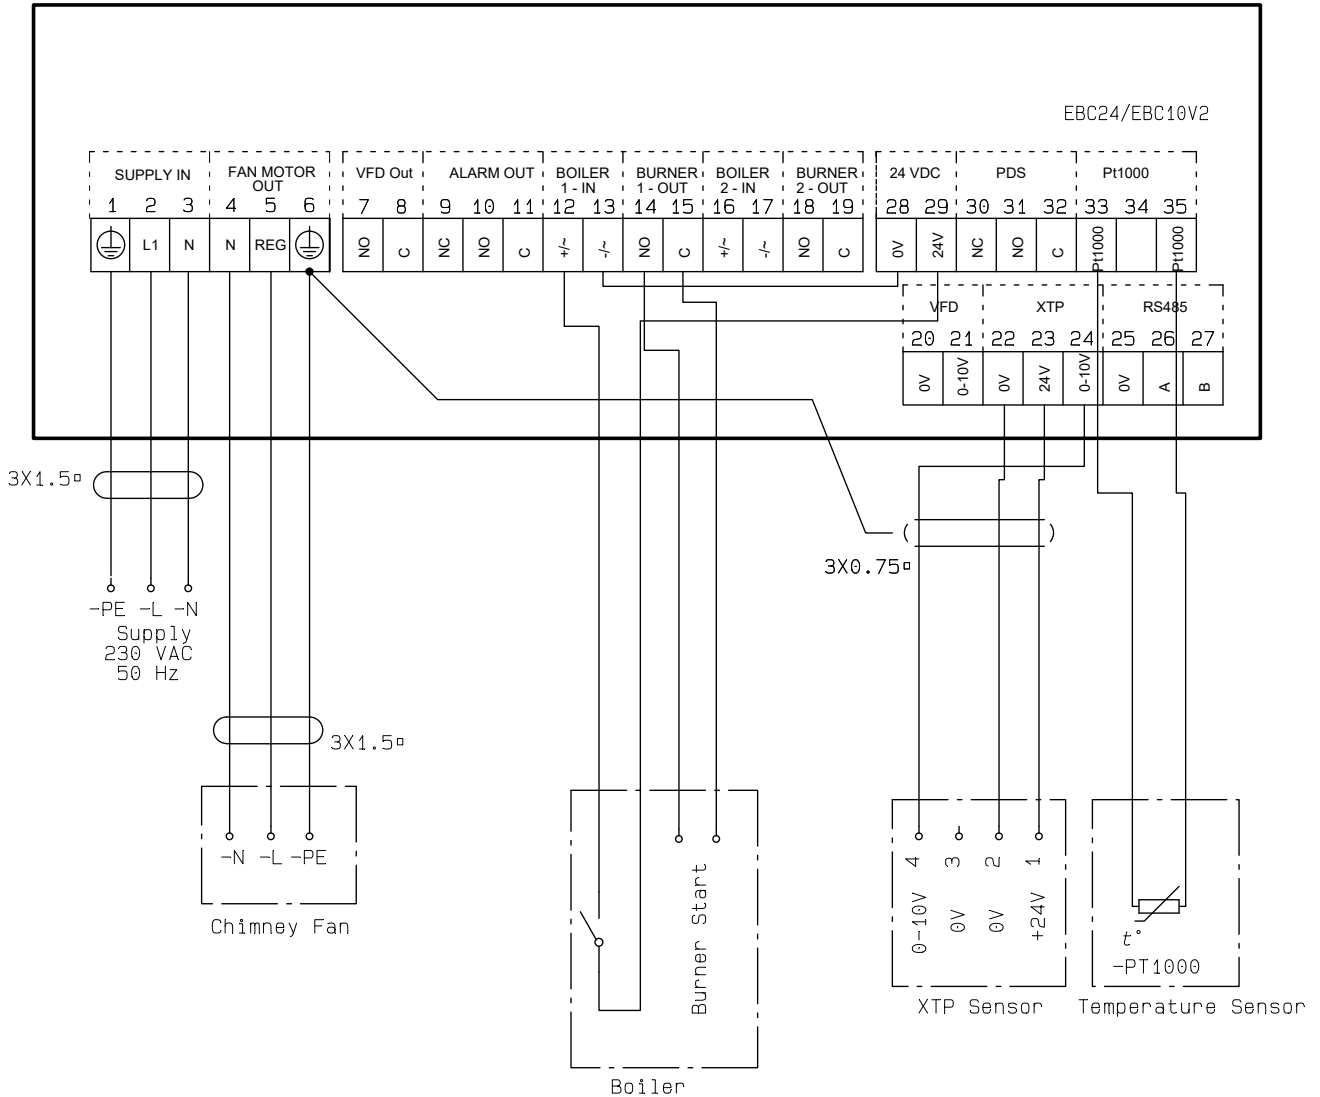 EBC24/EBC10V2
SUPPLY IN
FAN MOTOR
OUT
VFD Out
ALARM OUT
BOILER
1 - IN
BURNER
1 - OUT
BOILER
2 - IN
BURNER
2 - OUT
24 VDC
PDS
Pt1000
1 2 3 4 5 6 7 8 9 10 11 12 13 14 15 16 17 18 19 28 29 30 31 32 33 34 35
L1 N N REG NO C NC NO C +/~ -/~ NO C +/~ -/~ NO C 0V 24V NC NO C Pt1000 Pt1000
VFD
XTP
RS485
20 21 22 23 24 25 26 27
0V 0-10V 0V 24V 0-10V 0V A B
3X1.5
3X0.75
-PE -L -N
Supply
230 VAC
50 Hz
3X1.5
-N -L -PE
Chimney Fan
Burner Start
Boiler
4 3 2 1
0-10V 0V 0V +24V
XTP Sensor
t°
-PT1000
Temperature Sensor